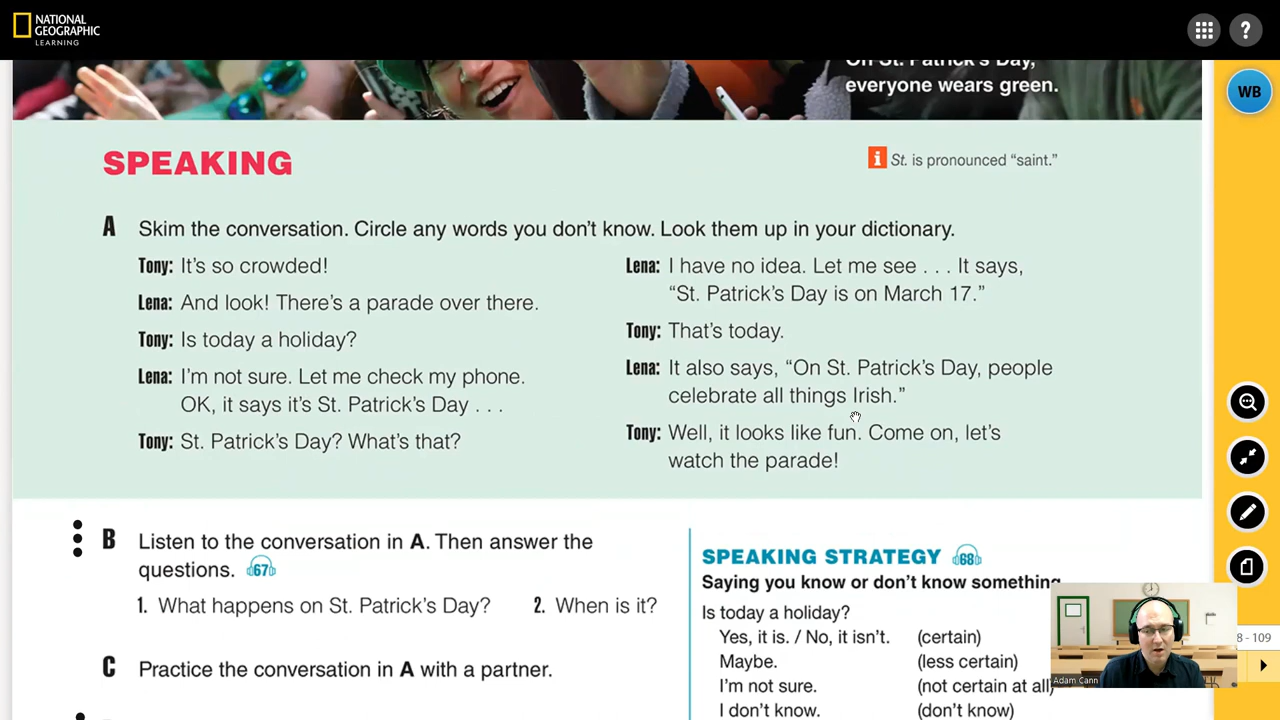 NATIONAL
GEOGRAPHIC
LEARNING
?
On St. Patrick's Day,
everyone wears green.
WB
SPEAKING
i St. is pronounced “saint.”
A Skim the conversation. Circle any words you don't know. Look them up in your dictionary.
Tony: It's so crowded!
Lena: And look! There's a parade over there.
Tony: Is today a holiday?
Lena: I'm not sure. Let me check my phone.
OK, it says it's St. Patrick's Day . . .
Tony: St. Patrick's Day? What's that?
Lena: I have no idea. Let me see . . . It says,
“St. Patrick's Day is on March 17.”
Tony: That's today.
Lena: It also says, “On St. Patrick's Day, people
celebrate all things Irish.”
Tony: Well, it looks like fun. Come on, let's
watch the parade!
B Listen to the conversation in A. Then answer the
questions. 67
1. What happens on St. Patrick's Day? 2. When is it?
C Practice the conversation in A with a partner.
SPEAKING STRATEGY 68
Saying you know or don't know something
Is today a holiday?
Yes, it is. / No, it isn't. (certain)
Maybe. (less certain)
I'm not sure. (not certain at all)
I don't know. (don't know)
Adam Cann
8 - 109